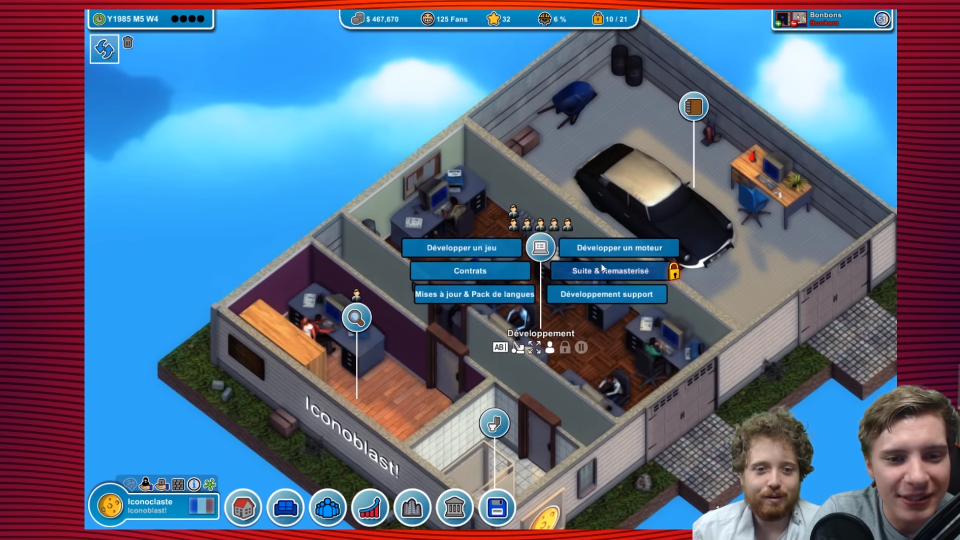 Y1985 M5 W4
$ 467,670
125 Fans
32
6 %
10 / 21
Bonbons
Développer un jeu
Développer un moteur
Contrats
Suite & Remasterisé
Mises à jour & Pack de langues
Développement support
Développement
ABI
Iconoblast!
Iconoclaste
Iconoblast!